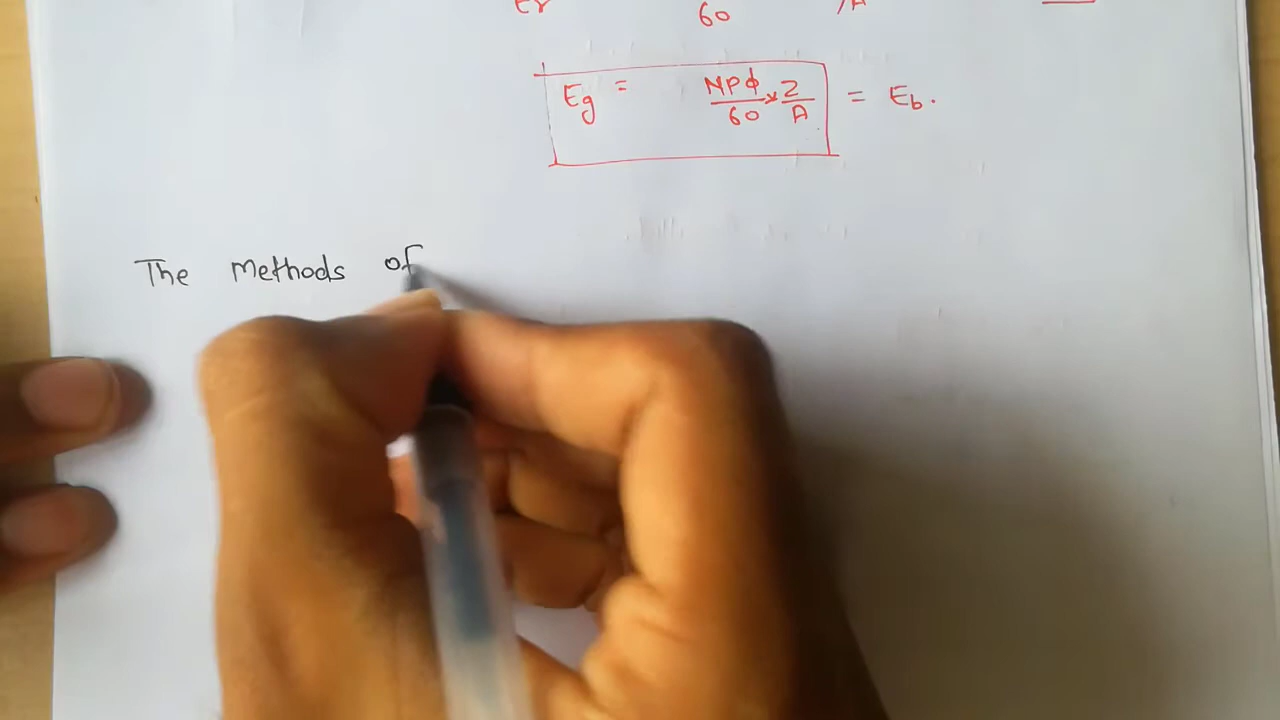 60
Eg = NPϕ/60 × Z/A = Eb.
The Methods of